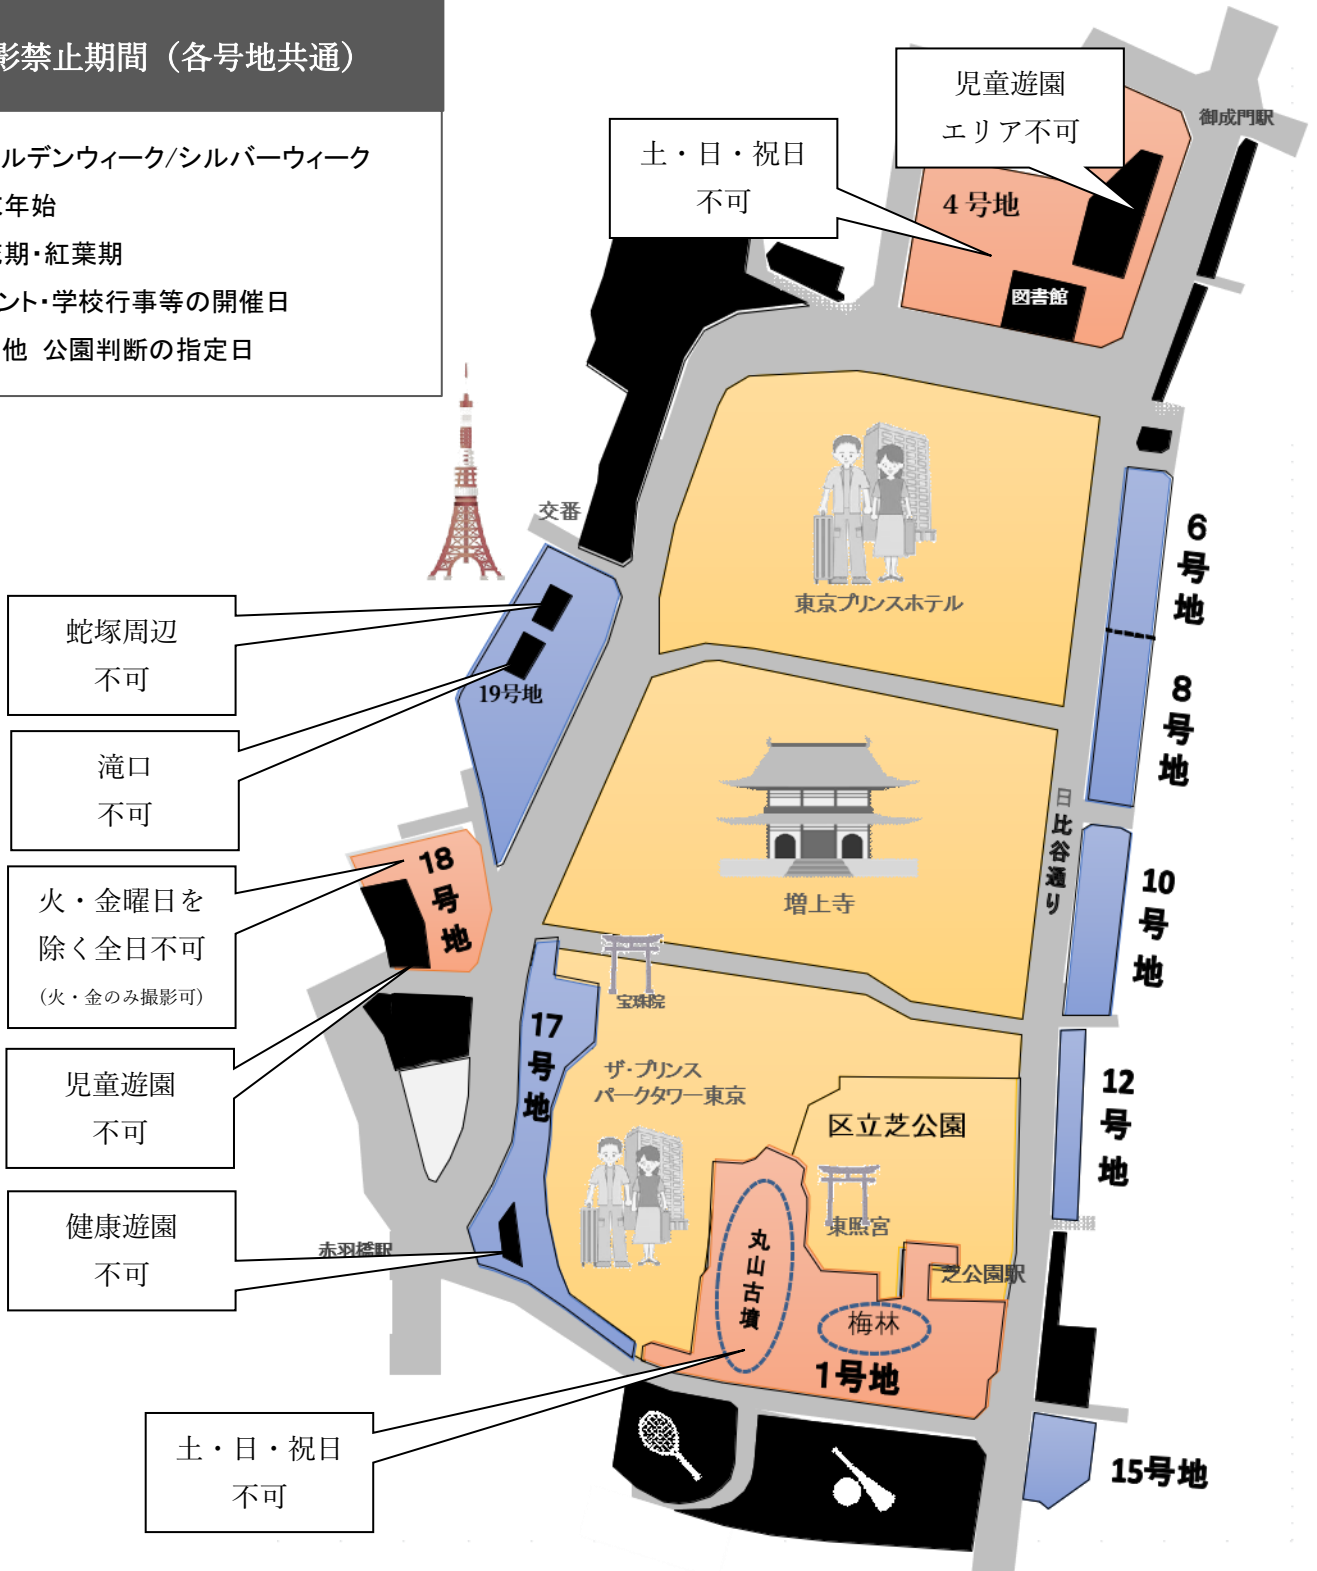 影禁止期間（各号地共通）
ルデンウィーク/シルバーウィーク
年始
期・紅葉期
ント・学校行事等の開催日
他 公園判断の指定日
児童遊園
エリア不可
御成門駅
土・日・祝日
不可
4号地
図書館
交番
東京プリンスホテル
6号地
8号地
蛇塚周辺
不可
19号地
滝口
不可
日比谷通り
増上寺
10号地
18号地
火・金曜日を
除く全日不可
（火・金のみ撮影可）
宝珠院
17号地
児童遊園
不可
ザ・プリンス
パークタワー東京
区立芝公園
12号地
健康遊園
不可
赤羽橋駅
東照宮
丸山古墳
芝公園駅
梅林
1号地
土・日・祝日
不可
15号地